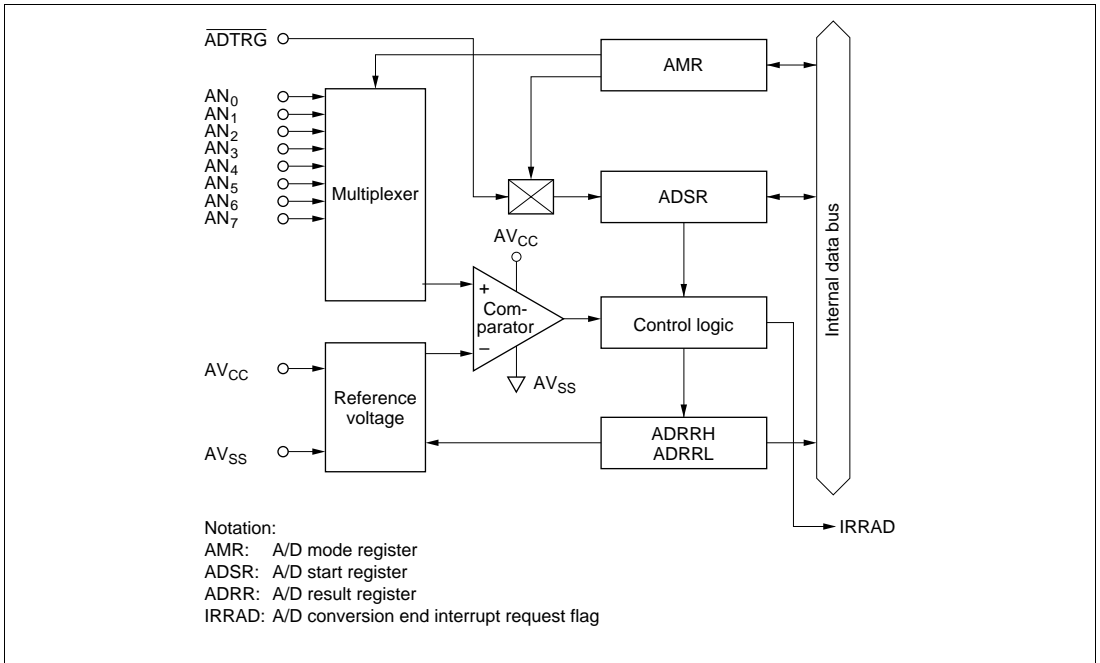 ADTRG
AMR
AN0
AN1
AN2
AN3
AN4
AN5
AN6
AN7
Multiplexer
ADSR
Internal data bus
AVCC
+
Com-
parator
−
Control logic
AVCC
AVSS
Reference
voltage
ADRRH
ADRRL
AVSS
IRRAD
Notation:
AMR: A/D mode register
ADSR: A/D start register
ADRR: A/D result register
IRRAD: A/D conversion end interrupt request flag